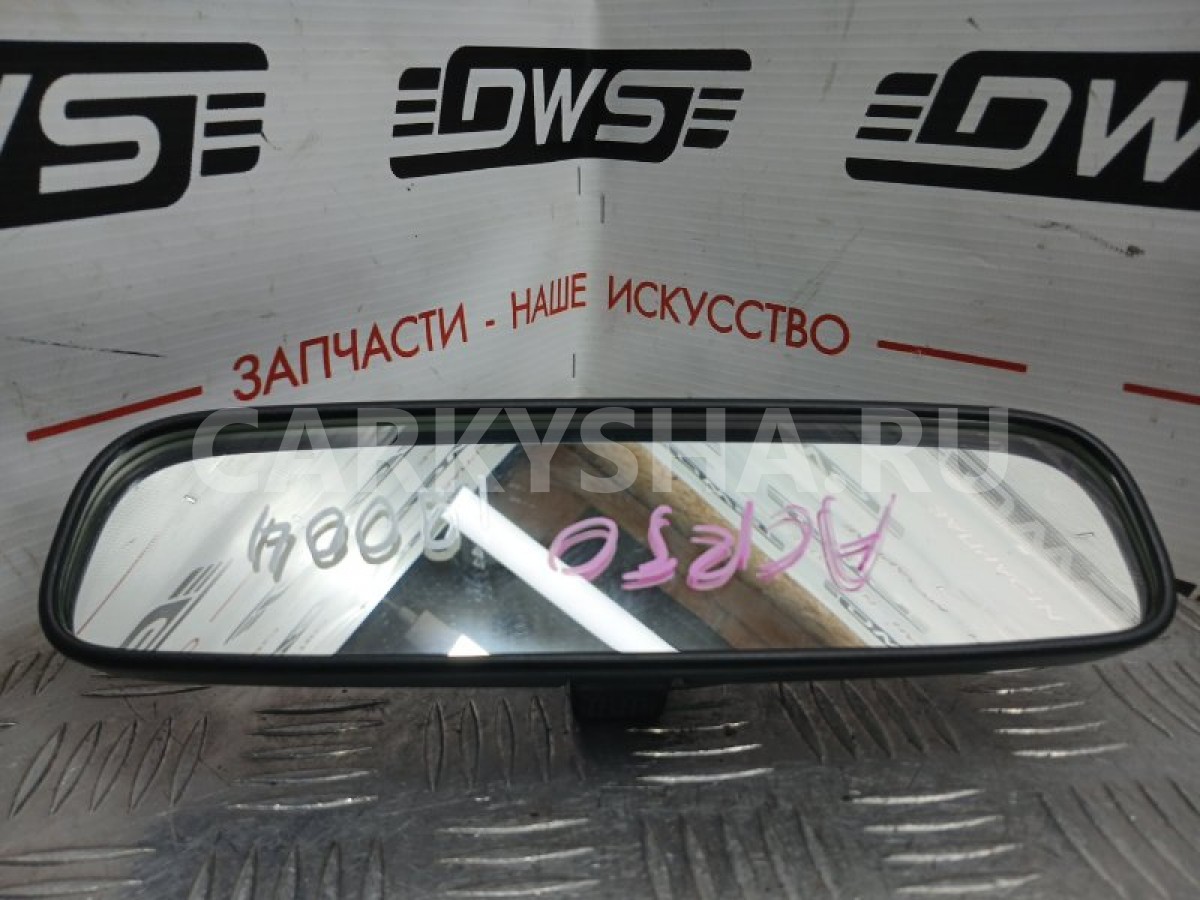 DWS
DWS
DWS
ЗАПЧАСТИ - НАШЕ ИСКУССТВО
CARKYSHA.RU
ACR50